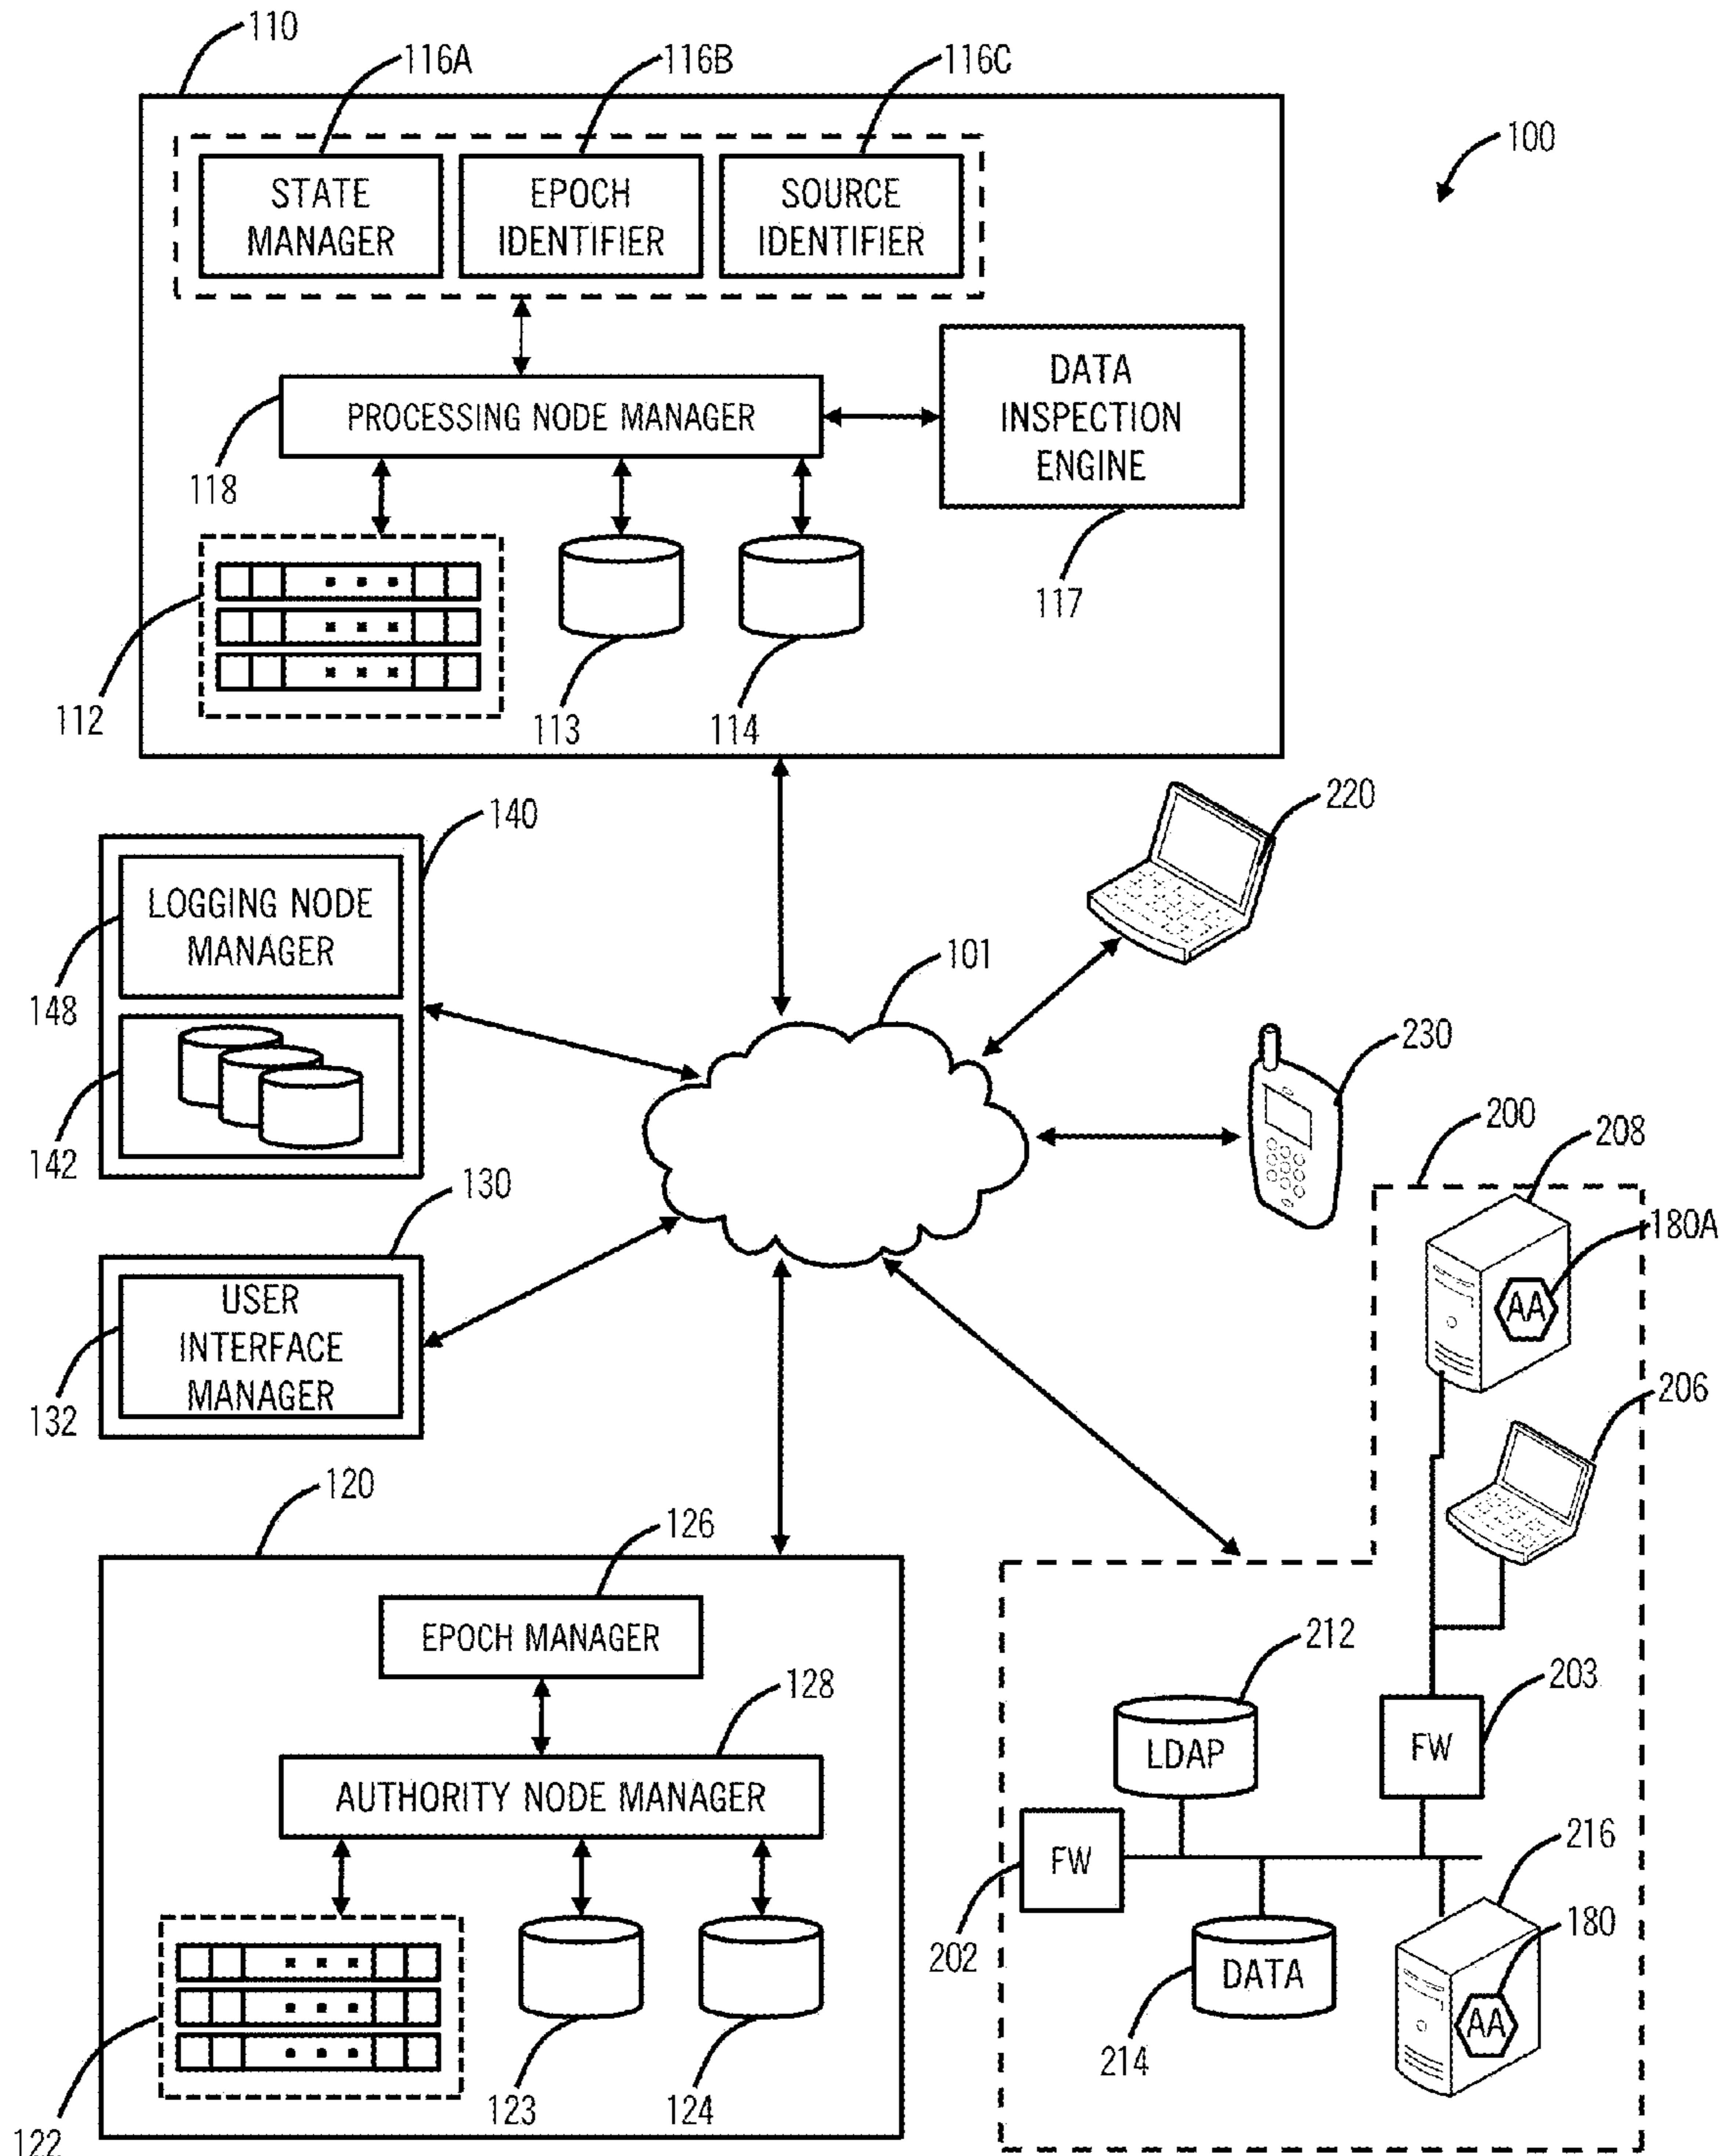 110
116A
116B
116C
100
STATE
MANAGER
EPOCH
IDENTIFIER
SOURCE
IDENTIFIER
PROCESSING NODE MANAGER
DATA
INSPECTION
ENGINE
118
117
112
113
114
220
140
LOGGING NODE
MANAGER
148
142
101
230
200
208
180A
AA
130
USER
INTERFACE
MANAGER
132
206
120
126
EPOCH MANAGER
128
AUTHORITY NODE MANAGER
212
LDAP
203
FW
FW
202
216
180
AA
DATA
214
122
123
124